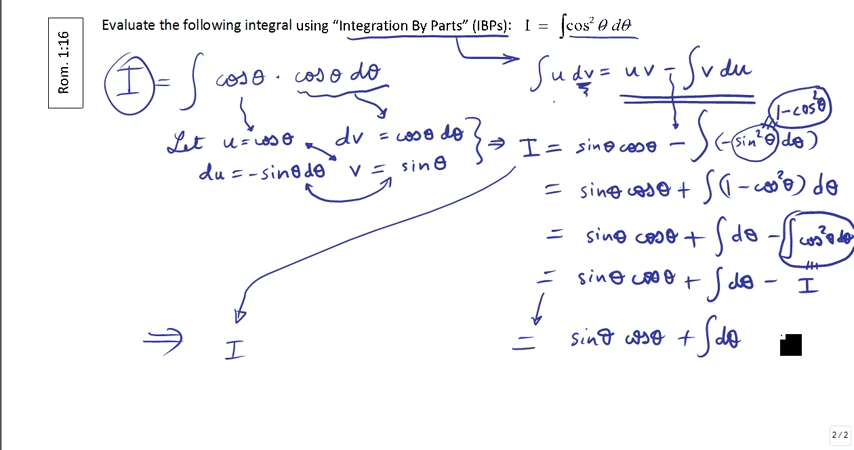 Rom. 1:16
Evaluate the following integral using “Integration By Parts” (IBPs): I = ∫cos² θ dθ
I = ∫ cosθ · cosθ dθ
∫ u dv = uv − ∫ v du
1 − cos²θ
Let u = cosθ dv = cosθ dθ } ⇒ I = sinθ cosθ − ∫(−sin²θ dθ)
du = −sinθ dθ v = sinθ
= sinθ cosθ + ∫(1 − cos²θ) dθ
= sinθ cosθ + ∫dθ − ∫cos²θ dθ
= sinθ cosθ + ∫dθ − I
⇒ I = sinθ cosθ + ∫dθ
2 / 2